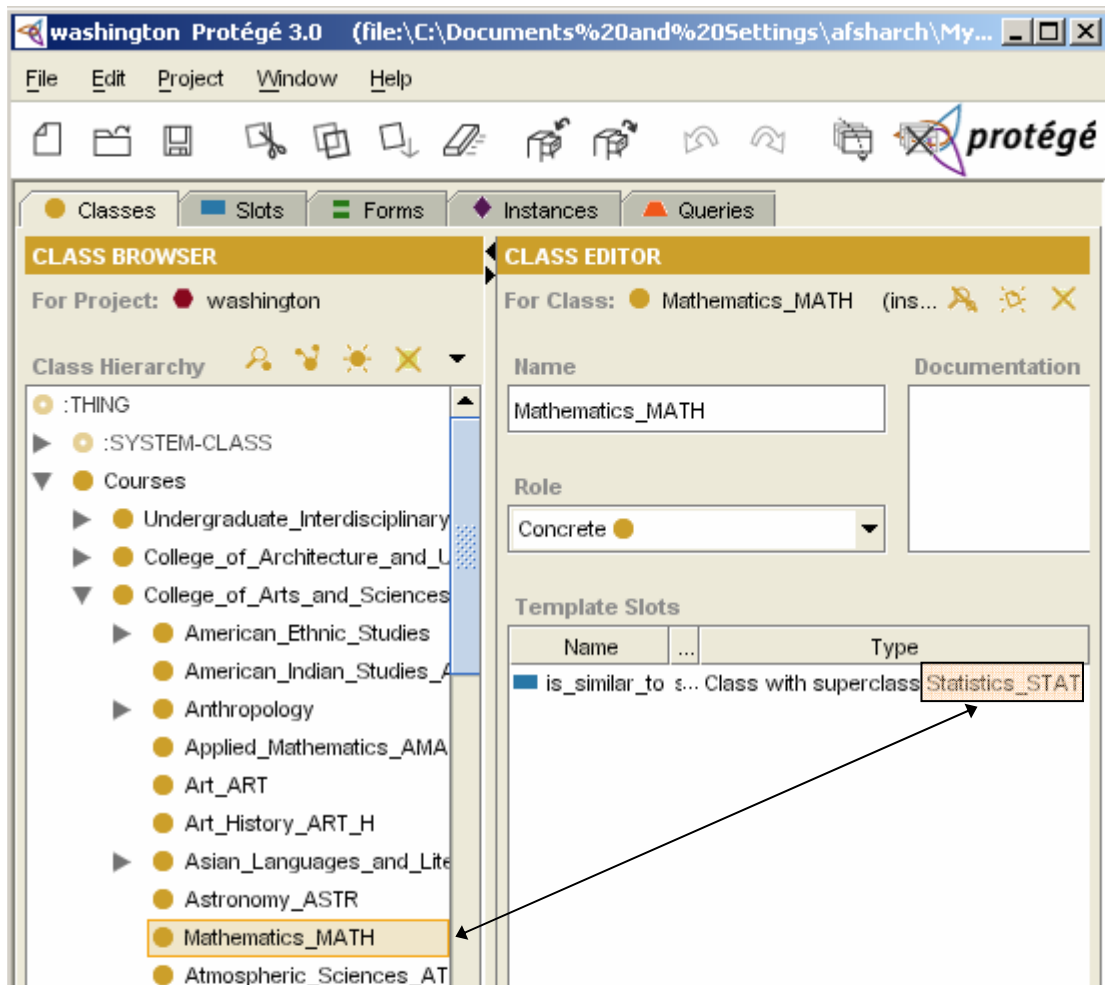 washington Protégé 3.0 (file:\C:\Documents%20and%20Settings\afsharch\My...
File Edit Project Window Help
protégé
Classes Slots Forms Instances Queries
CLASS BROWSER
For Project: washington
Class Hierarchy
:THING
:SYSTEM-CLASS
Courses
Undergraduate_Interdisciplinary
College_of_Architecture_and_U
College_of_Arts_and_Sciences
American_Ethnic_Studies
American_Indian_Studies_A
Anthropology
Applied_Mathematics_AMA
Art_ART
Art_History_ART_H
Asian_Languages_and_Lite
Astronomy_ASTR
Mathematics_MATH
Atmospheric_Sciences_AT
CLASS EDITOR
For Class: Mathematics_MATH (ins...
Name Documentation
Mathematics_MATH
Role
Concrete
Template Slots
Name ... Type
is_similar_to s... Class with superclass Statistics_STAT